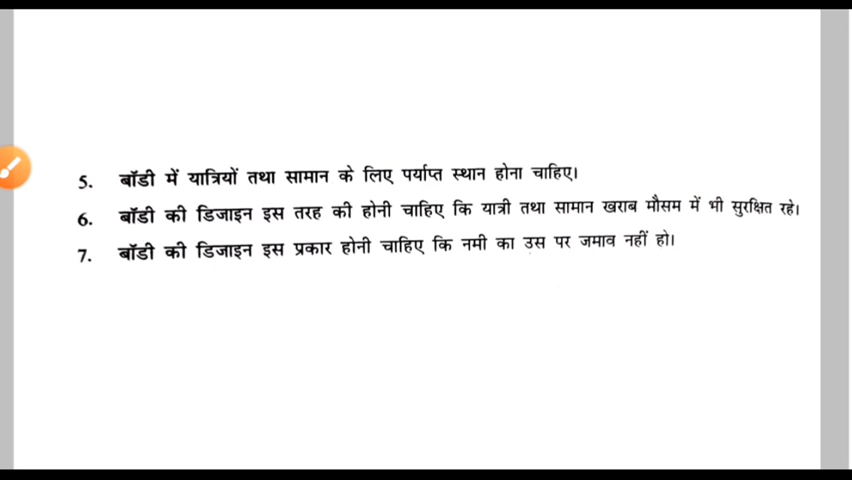 5. बॉडी में यात्रियों तथा सामान के लिए पर्याप्त स्थान होना चाहिए।
6. बॉडी की डिजाइन इस तरह की होनी चाहिए कि यात्री तथा सामान खराब मौसम में भी सुरक्षित रहे।
7. बॉडी की डिजाइन इस प्रकार होनी चाहिए कि नमी का उस पर जमाव नहीं हो।